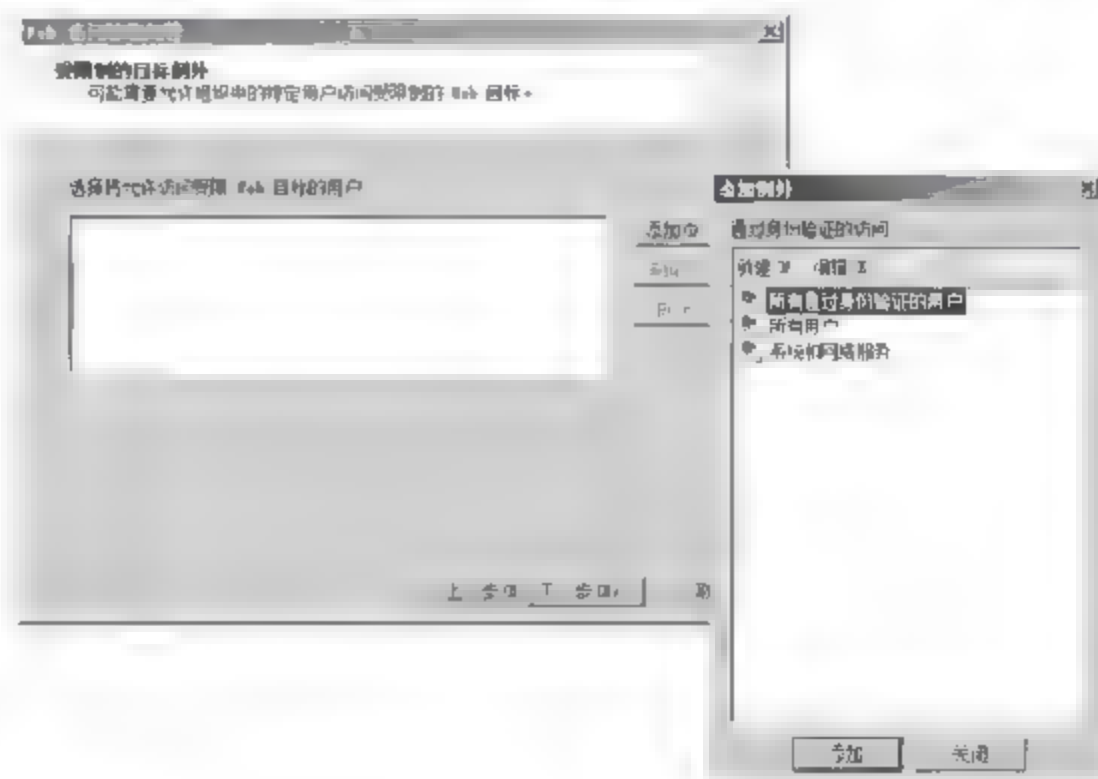 Web
受限制的目标例外
可能需要允许组织中的特定用户访问受限制的 Web 目标。
选择将允许访问受限 Web 目标的用户
添加
删除
上一步 下一步
取
添加例外
通过身份验证的访问
新建 编辑
所有通过身份验证的用户
所有用户
系统和网络服务
添加 关闭